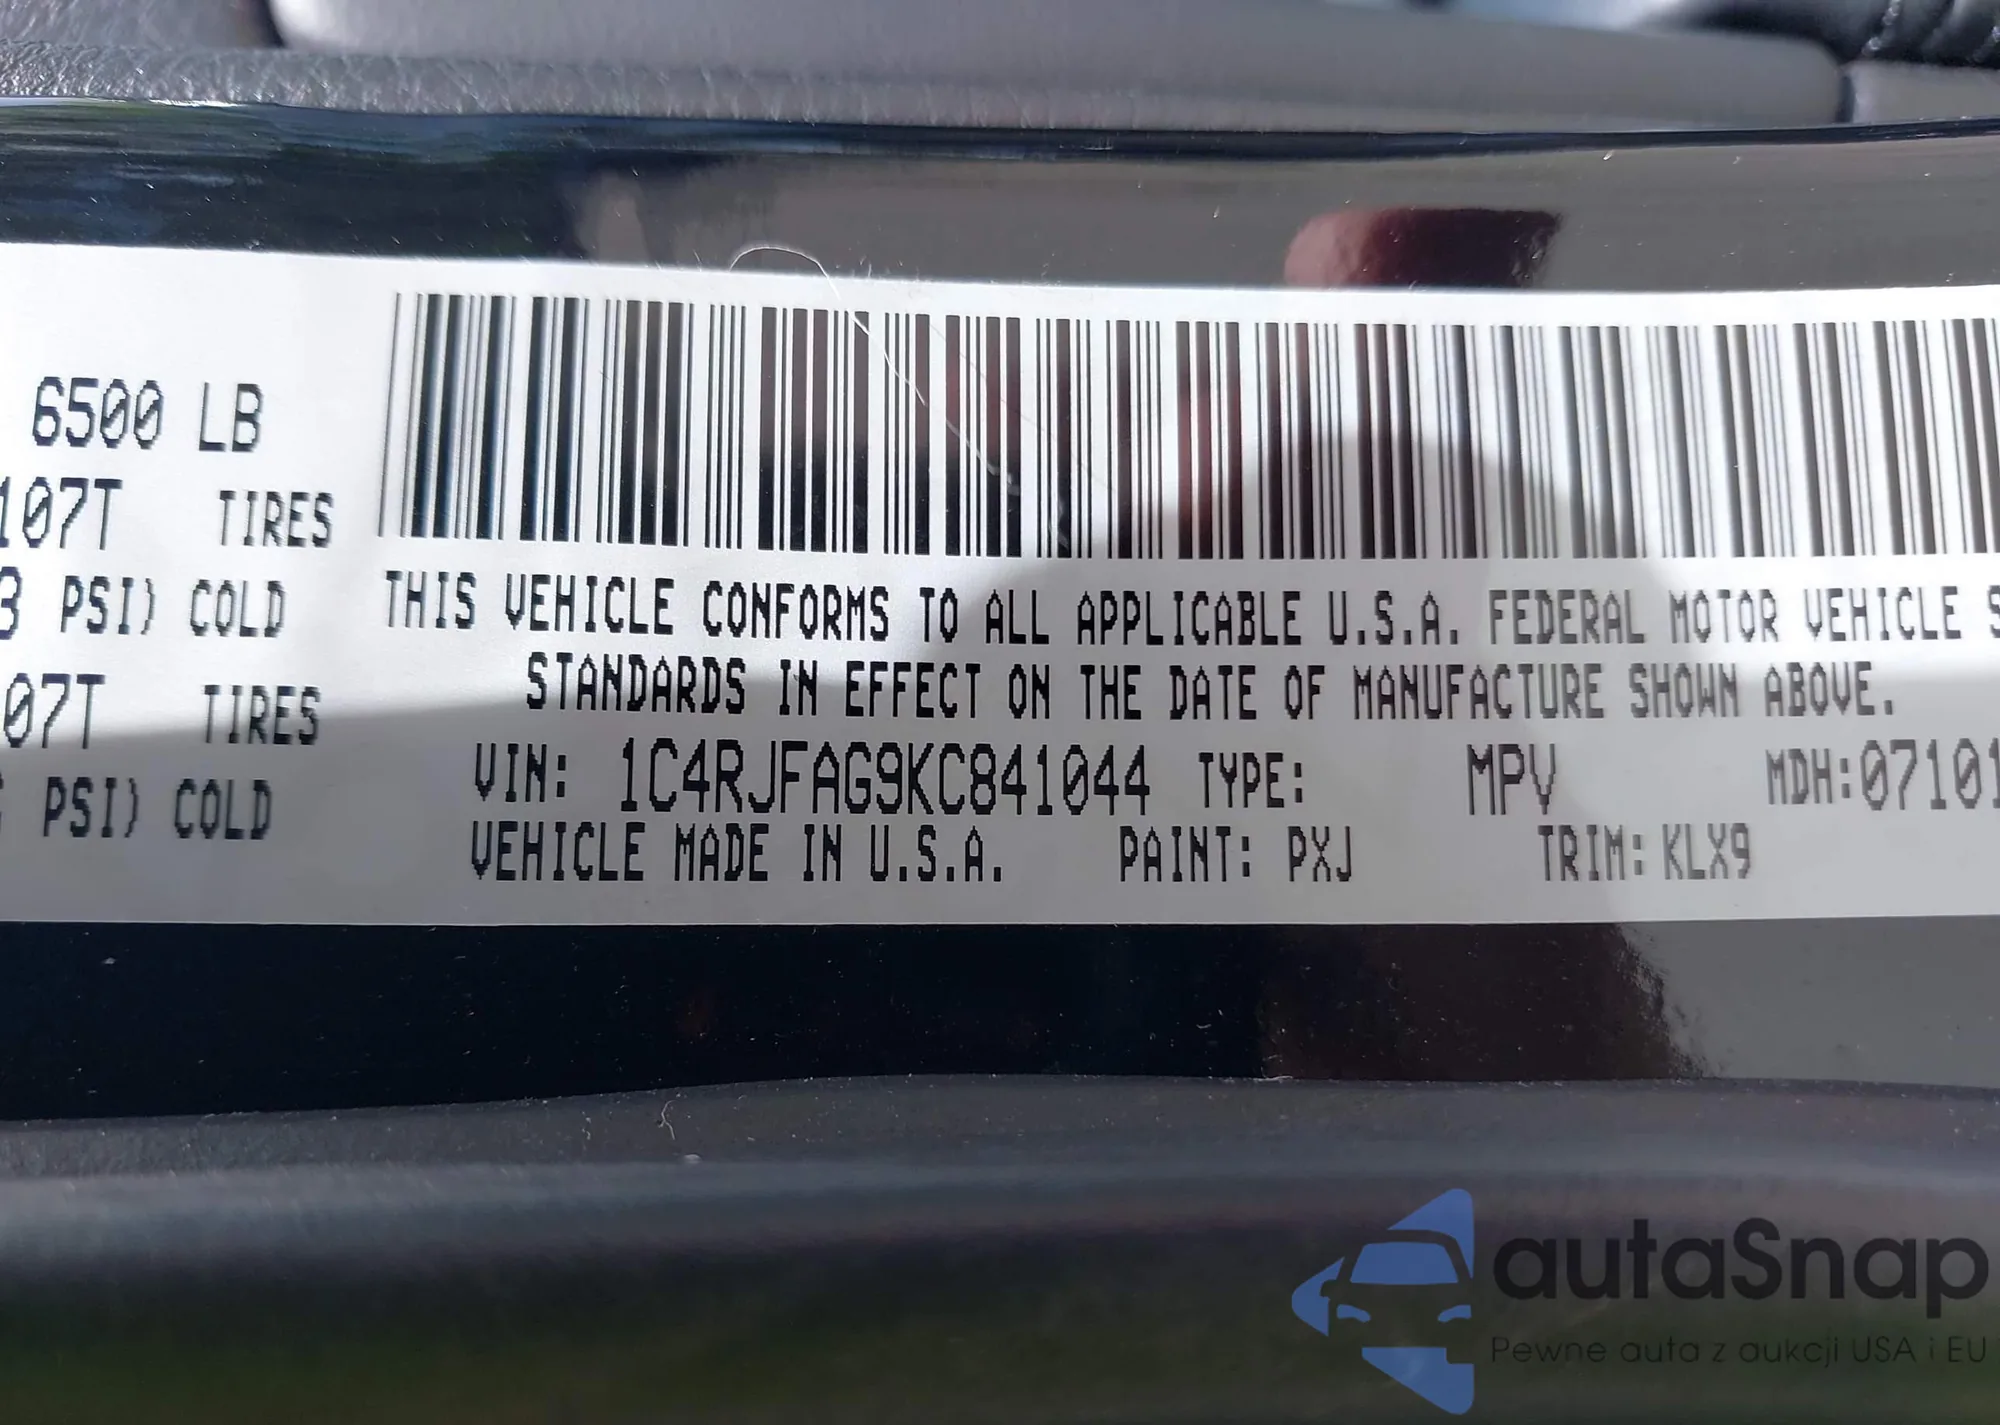 6500 LB
107T TIRES
3 PSI) COLD
07T TIRES
PSI) COLD
THIS VEHICLE CONFORMS TO ALL APPLICABLE U.S.A. FEDERAL MOTOR VEHICLE S
STANDARDS IN EFFECT ON THE DATE OF MANUFACTURE SHOWN ABOVE.
VIN: 1C4RJFAG9KC841044 TYPE: MPV MDH:07101
VEHICLE MADE IN U.S.A. PAINT: PXJ TRIM: KLX9
autaSnap
Pewne auta z aukcji USA i EU